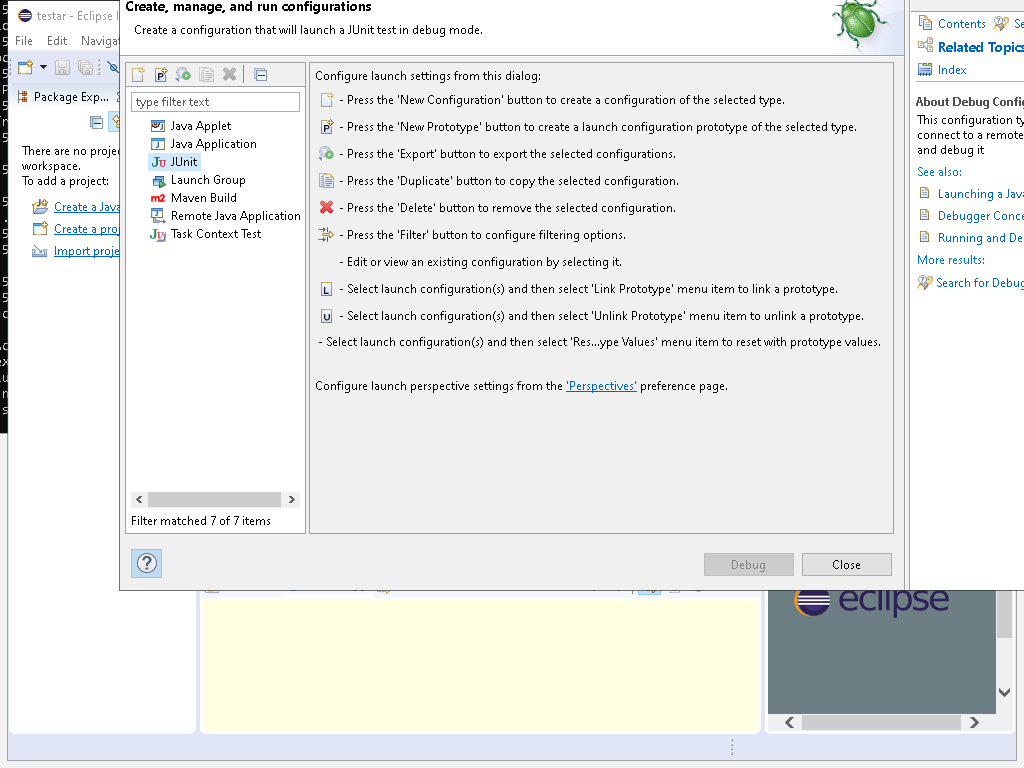 testar - Eclipse
File Edit Navigat
Package Exp...
There are no proje
workspace.
To add a project:
Create a Java
Create a proj
Import proje
Create, manage, and run configurations
Create a configuration that will launch a JUnit test in debug mode.
type filter text
Java Applet
Java Application
JUnit
Launch Group
Maven Build
Remote Java Application
Task Context Test
Filter matched 7 of 7 items
Configure launch settings from this dialog:
- Press the 'New Configuration' button to create a configuration of the selected type.
- Press the 'New Prototype' button to create a launch configuration prototype of the selected type.
- Press the 'Export' button to export the selected configurations.
- Press the 'Duplicate' button to copy the selected configuration.
- Press the 'Delete' button to remove the selected configuration.
- Press the 'Filter' button to configure filtering options.
- Edit or view an existing configuration by selecting it.
- Select launch configuration(s) and then select 'Link Prototype' menu item to link a prototype.
- Select launch configuration(s) and then select 'Unlink Prototype' menu item to unlink a prototype.
- Select launch configuration(s) and then select 'Res...ype Values' menu item to reset with prototype values.
Configure launch perspective settings from the 'Perspectives' preference page.
Debug
Close
Contents Se
Related Topics
Index
About Debug Config
This configuration ty
connect to a remote
and debug it
See also:
Launching a Java
Debugger Conce
Running and De
More results:
Search for Debug
eclipse